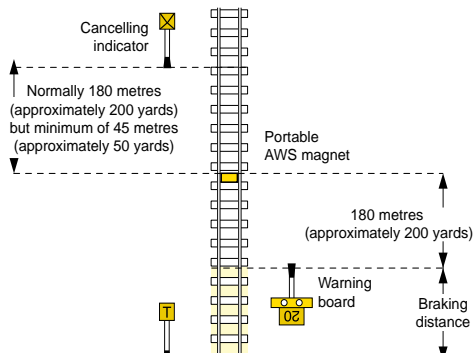 Cancelling
indicator
Normally 180 metres
(approximately 200 yards)
but minimum of 45 metres
(approximately 50 yards)
Portable
AWS magnet
180 metres
(approximately 200 yards)
Warning
board
20
T
Braking
distance